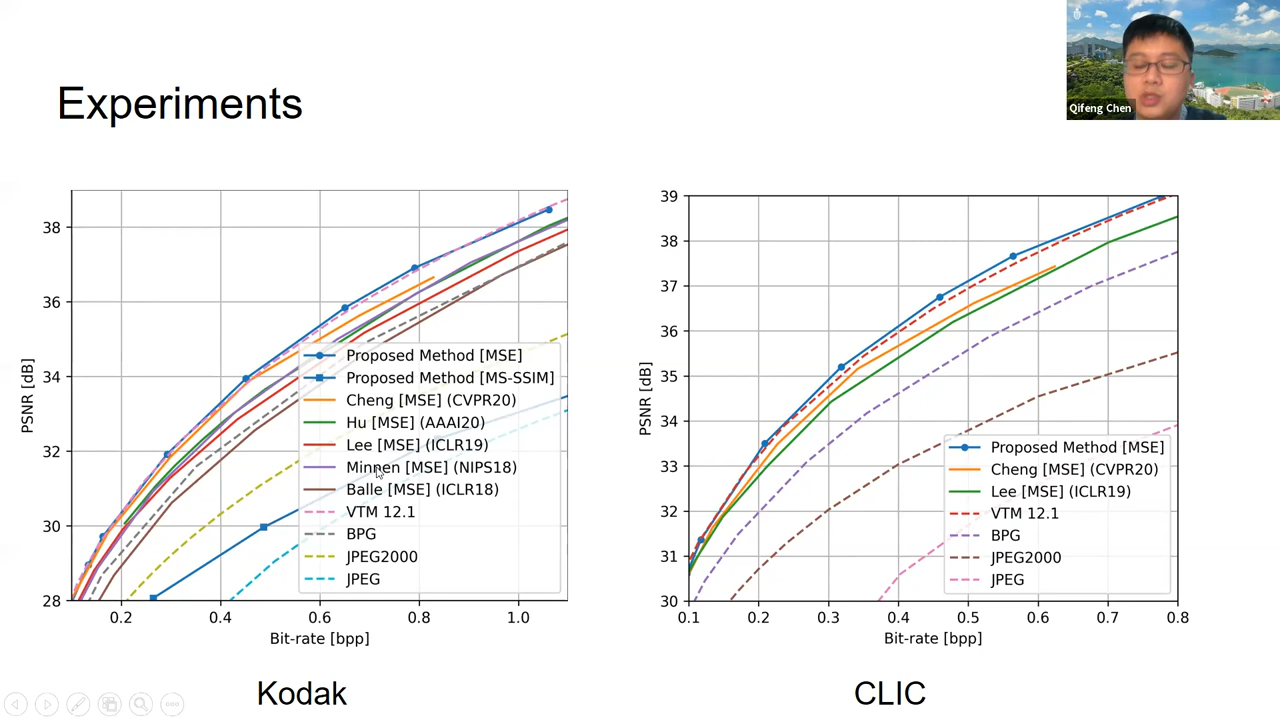 Qifeng Chen
Experiments
38
36
34
32
30
28
PSNR [dB]
0.2
0.4
0.6
0.8
1.0
Bit-rate [bpp]
Proposed Method [MSE]
Proposed Method [MS-SSIM]
Cheng [MSE] (CVPR20)
Hu [MSE] (AAAI20)
Lee [MSE] (ICLR19)
Minnen [MSE] (NIPS18)
Balle [MSE] (ICLR18)
VTM 12.1
BPG
JPEG2000
JPEG
Kodak
39
38
37
36
35
34
33
32
31
30
PSNR [dB]
0.1
0.2
0.3
0.4
0.5
0.6
0.7
0.8
Bit-rate [bpp]
Proposed Method [MSE]
Cheng [MSE] (CVPR20)
Lee [MSE] (ICLR19)
VTM 12.1
BPG
JPEG2000
JPEG
CLIC